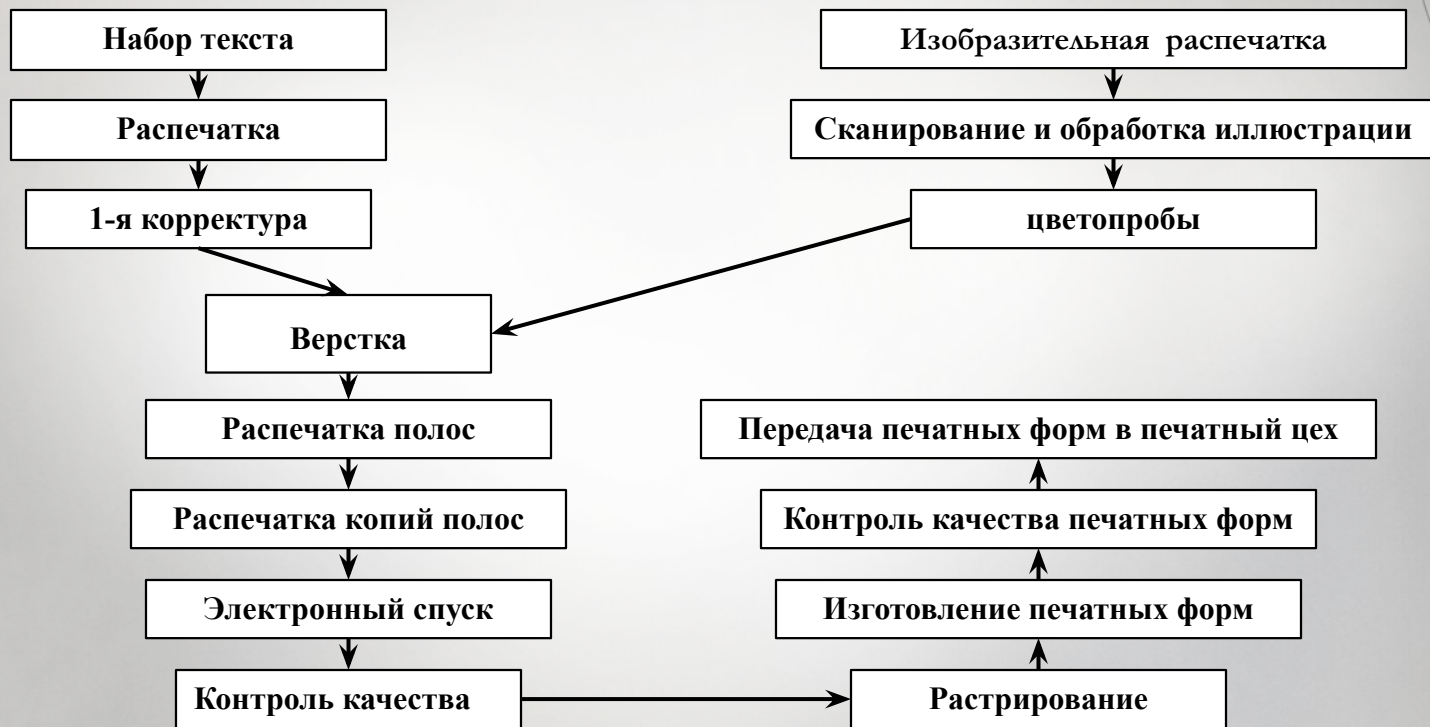 Набор текста
Распечатка
1-я корректура
Изобразительная распечатка
Сканирование и обработка иллюстрации
цветопробы
Верстка
Распечатка полос
Распечатка копий полос
Электронный спуск
Контроль качества
Растрирование
Изготовление печатных форм
Контроль качества печатных форм
Передача печатных форм в печатный цех